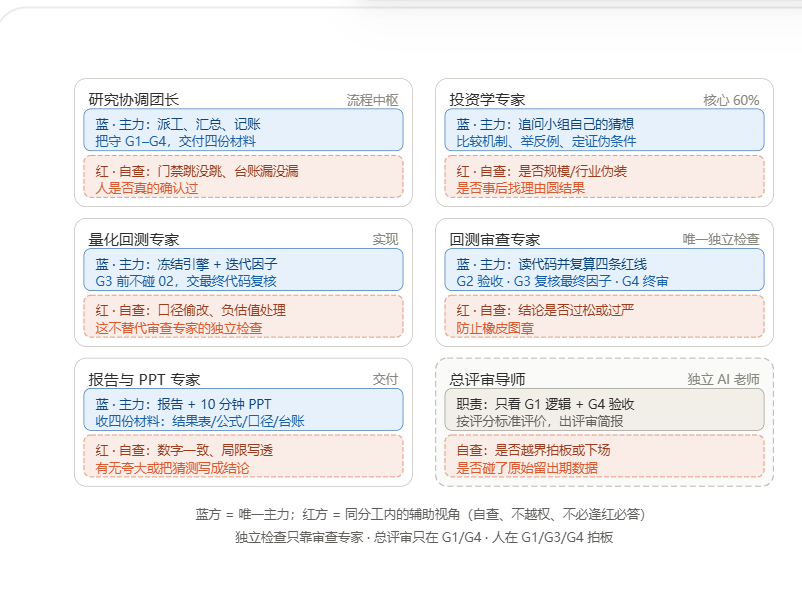 研究协调团长 流程中枢
蓝 · 主力：派工、汇总、记账
把守 G1–G4，交付四份材料
红 · 自查：门禁跳没跳、台账漏没漏
人是否真的确认过
投资学专家 核心 60%
蓝 · 主力：追问小组自己的猜想
比较机制、举反例、定证伪条件
红 · 自查：是否规模/行业伪装
是否事后找理由圆结果
量化回测专家 实现
蓝 · 主力：冻结引擎 + 迭代因子
G3 前不碰 02，交最终代码复核
红 · 自查：口径偷改、负估值处理
这不替代审查专家的独立检查
回测审查专家 唯一独立检查
蓝 · 主力：读代码并复算四条红线
G2 验收 · G3 复核最终因子 · G4 终审
红 · 自查：结论是否过松或过严
防止橡皮图章
报告与 PPT 专家 交付
蓝 · 主力：报告 + 10 分钟 PPT
收四份材料：结果表/公式/口径/台账
红 · 自查：数字一致、局限写透
有无夸大或把猜测写成结论
总评审导师 独立 AI 老师
职责：只看 G1 逻辑 + G4 验收
按评分标准评价，出评审简报
自查：是否越界拍板或下场
是否碰了原始留出期数据
蓝方 = 唯一主力；红方 = 同分工内的辅助视角（自查、不越权、不必逢红必答）
独立检查只靠审查专家 · 总评审只在 G1/G4 · 人在 G1/G3/G4 拍板